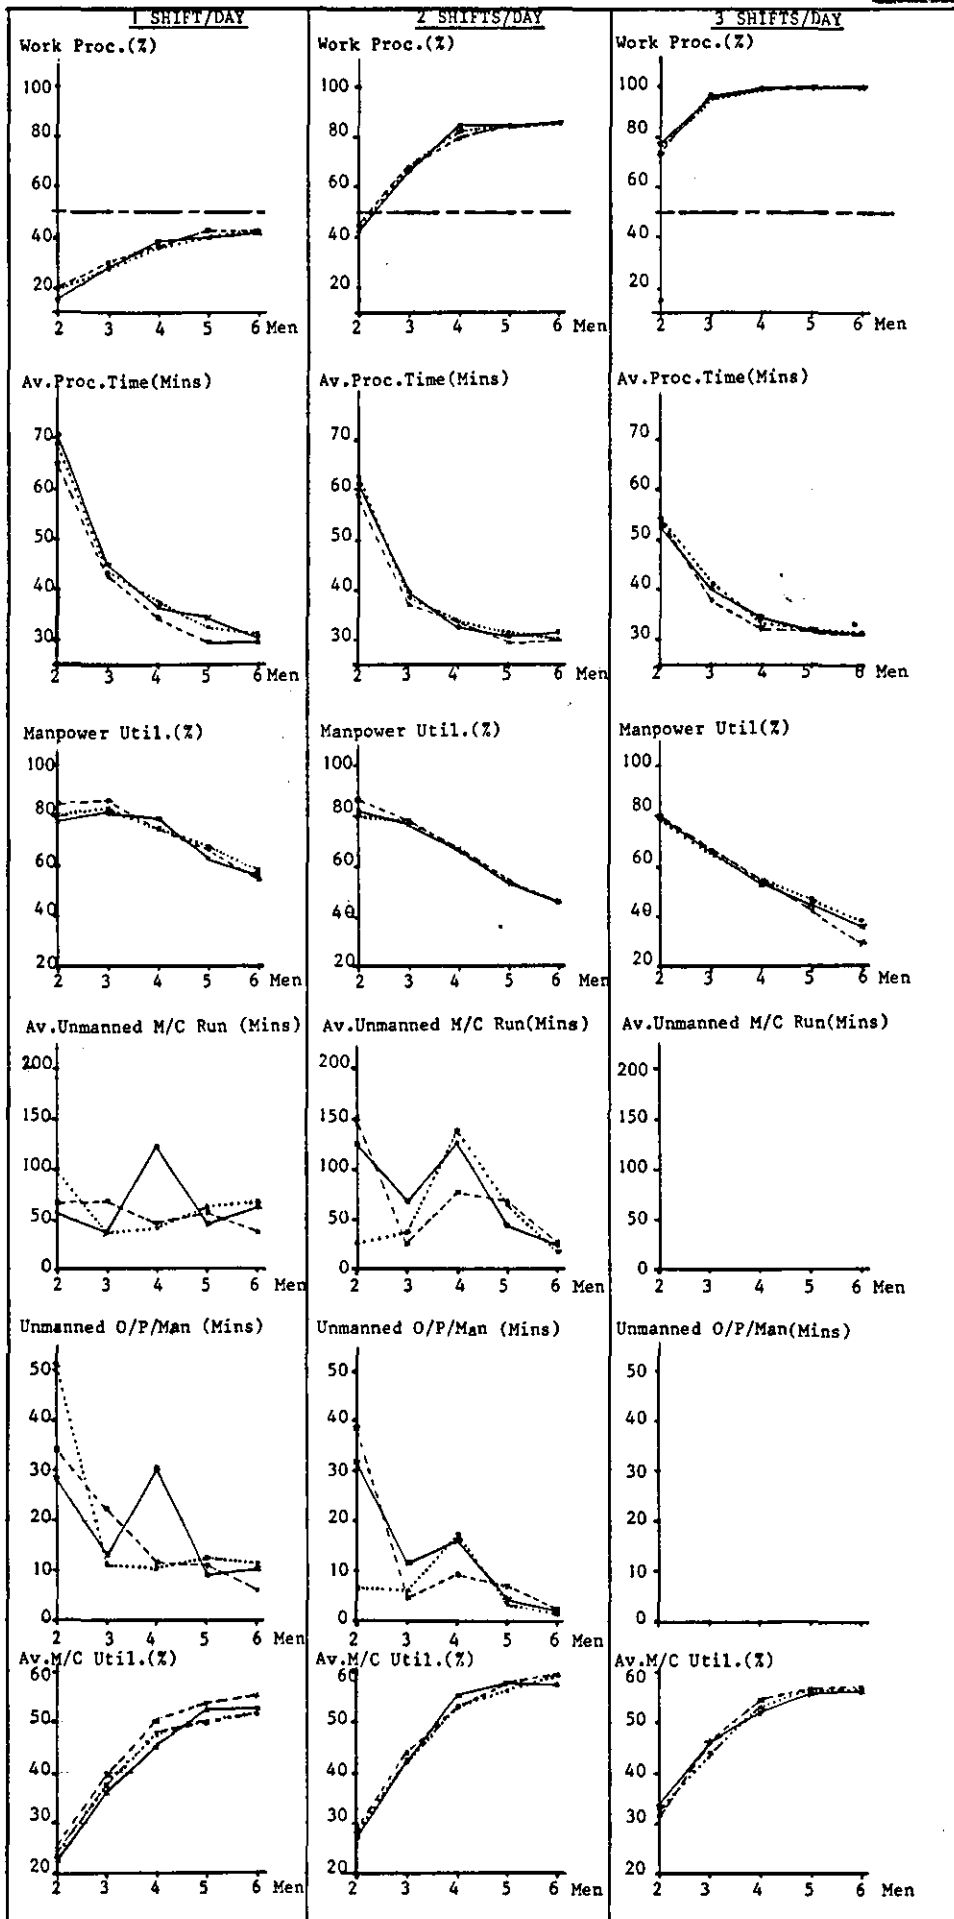 1 SHIFT/DAY 2 SHIFTS/DAY 3 SHIFTS/DAY
Work Proc.(%) Work Proc.(%) Work Proc.(%)
100 100 100
80 80 80
60 60 60
40 40 40
20 20 20
2 3 4 5 6 Men 2 3 4 5 6 Men 2 3 4 5 6 Men
Av.Proc.Time(Mins) Av.Proc.Time(Mins) Av.Proc.Time(Mins)
70 70 70
60 60 60
50 50 50
40 40 40
30 30 30
2 3 4 5 6 Men 2 3 4 5 6 Men 2 3 4 5 6 Men
Manpower Util.(%) Manpower Util.(%) Manpower Util(%)
100 100 100
80 80 80
60 60 60
40 40 40
20 20 20
2 3 4 5 6 Men 2 3 4 5 6 Men 2 3 4 5 6 Men
Av.Unmanned M/C Run (Mins) Av.Unmanned M/C Run(Mins) Av.Unmanned M/C Run(Mins)
200 200 200
150 150 150
100 100 100
50 50 50
0 0 0
2 3 4 5 6 Men 2 3 4 5 6 Men 2 3 4 5 6 Men
Unmanned O/P/Man (Mins) Unmanned O/P/Man (Mins) Unmanned O/P/Man(Mins)
50 50 50
40 40 40
30 30 30
20 20 20
10 10 10
0 0 0
2 3 4 5 6 Men 2 3 4 5 6 Men 2 3 4 5 6 Men
Av.M/C Util.(%) Av.M/C Util.(%) Av.M/C Util.(%)
60 60 60
50 50 50
40 40 40
30 30 30
20 20 20
2 3 4 5 6 Men 2 3 4 5 6 Men 2 3 4 5 6 Men